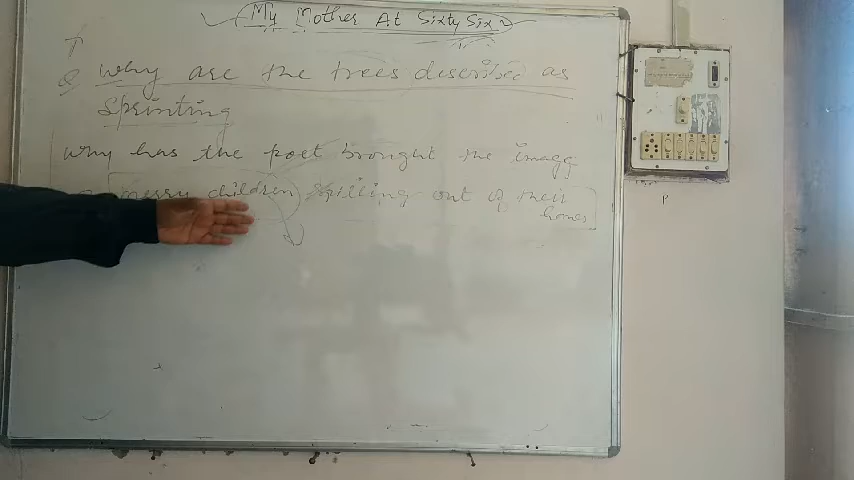 My Mother At Sixty Six
Q Why are the trees described as
Sprinting
Why has the poet brought the image
merry children spilling out of their
homes
P